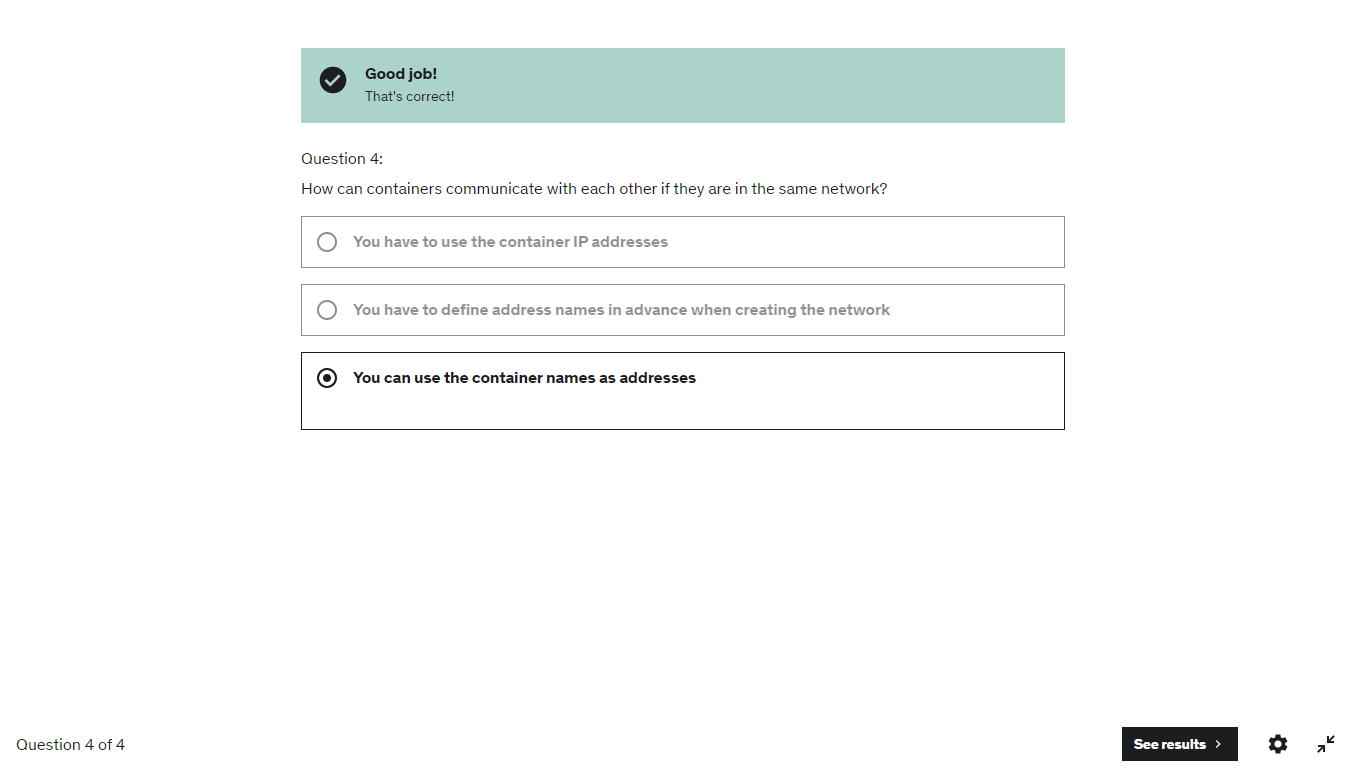 Good job!
That's correct!
Question 4:
How can containers communicate with each other if they are in the same network?
You have to use the container IP addresses
You have to define address names in advance when creating the network
You can use the container names as addresses
Question 4 of 4
See results